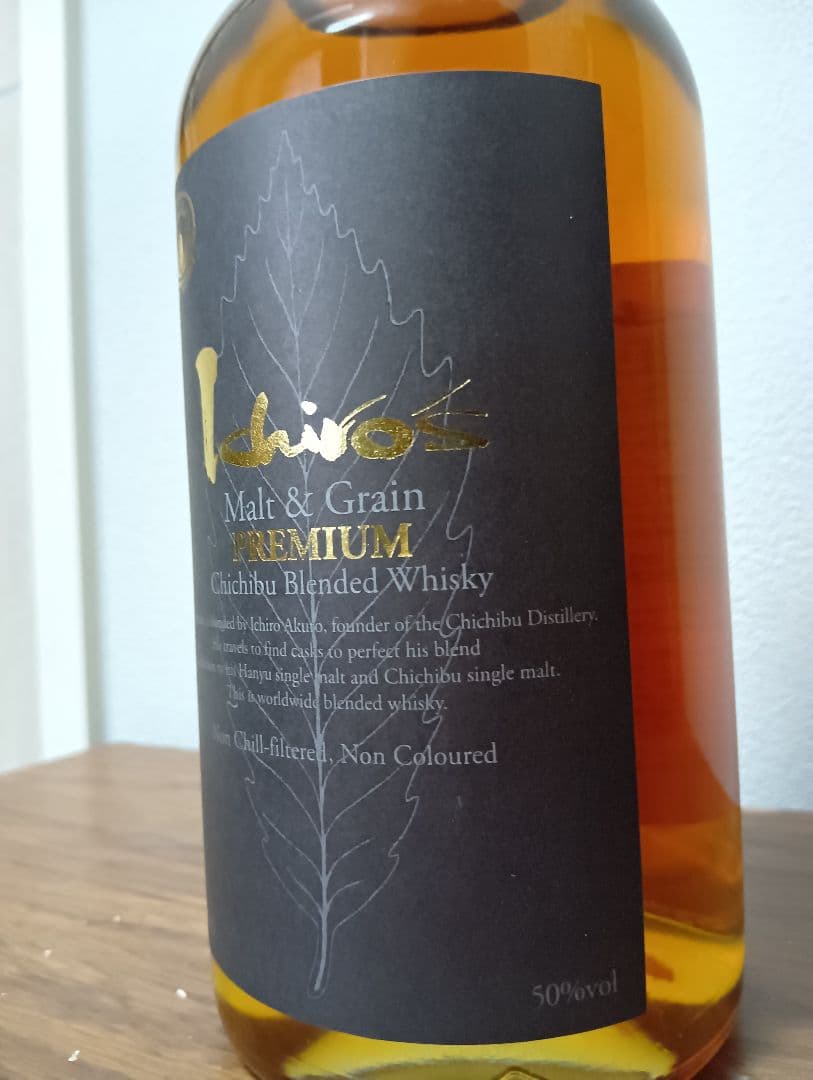 Ichiro's
Malt & Grain
PREMIUM
Chichibu Blended Whisky
by Ichiro Akuto, founder of the Chichibu Distillery.
travels to find casks to perfect his blend
Hanyu single malt and Chichibu single malt.
This is worldwide blended whisky.
Non Chill-filtered, Non Coloured
50%vol